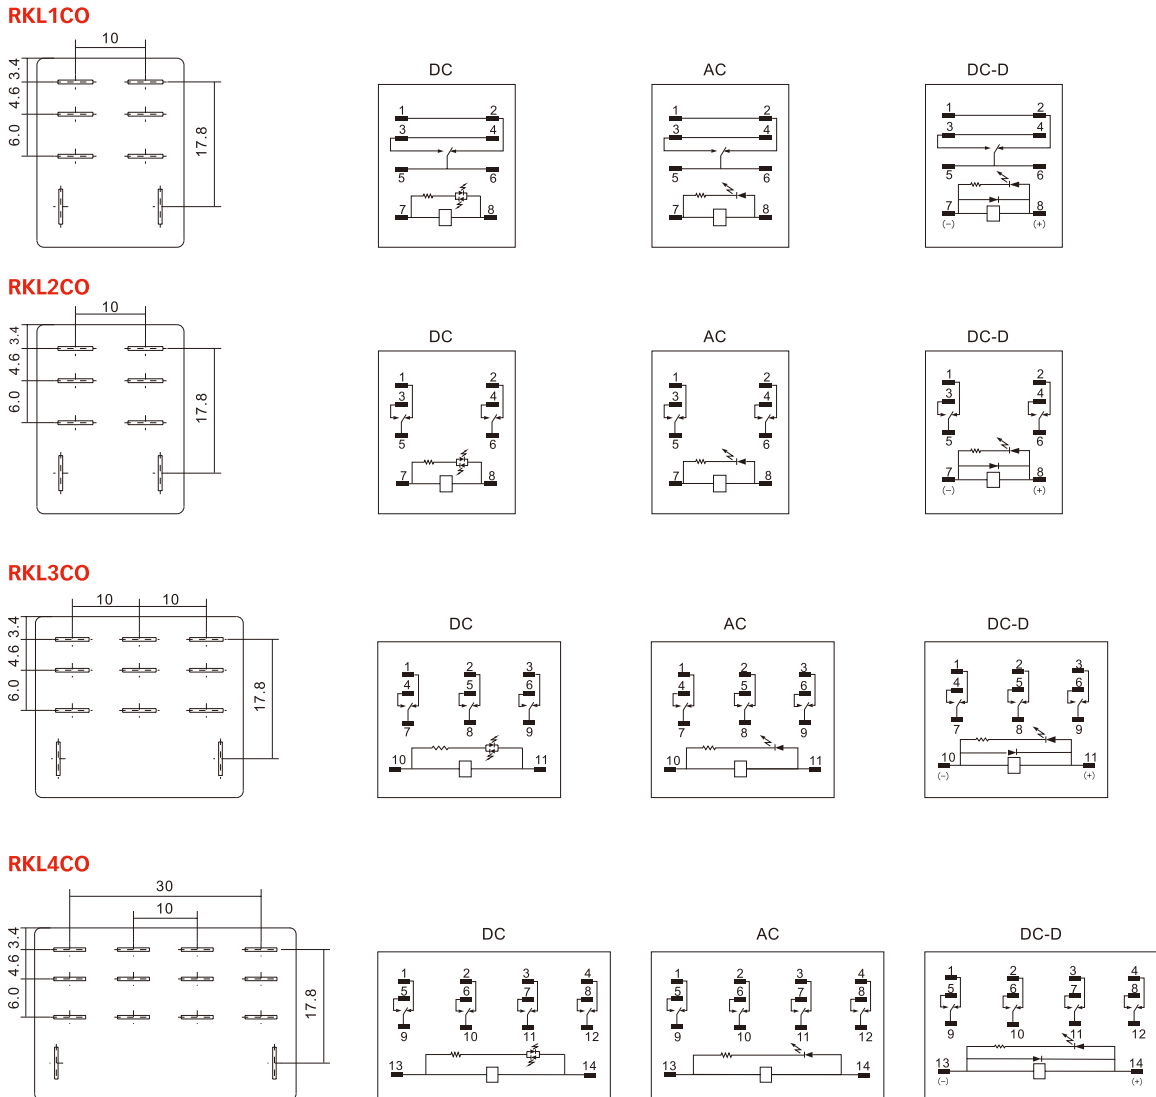 RKL1CO
10
3.4
4.6
6.0
17.8
DC
1 2
3 4
5 6
7 8
AC
1 2
3 4
5 6
7 8
DC-D
1 2
3 4
5 6
7 8
(−) (+)
RKL2CO
10
3.4
4.6
6.0
17.8
DC
1 2
3 4
5 6
7 8
AC
1 2
3 4
5 6
7 8
DC-D
1 2
3 4
5 6
7 8
(−) (+)
RKL3CO
10 10
3.4
4.6
6.0
17.8
DC
1 2 3
4 5 6
7 8 9
10 11
AC
1 2 3
4 5 6
7 8 9
10 11
DC-D
1 2 3
4 5 6
7 8 9
10 11
(−) (+)
RKL4CO
30
10
3.4
4.6
6.0
17.8
DC
1 2 3 4
5 6 7 8
9 10 11 12
13 14
AC
1 2 3 4
5 6 7 8
9 10 11 12
13 14
DC-D
1 2 3 4
5 6 7 8
9 10 11 12
13 14
(−) (+)